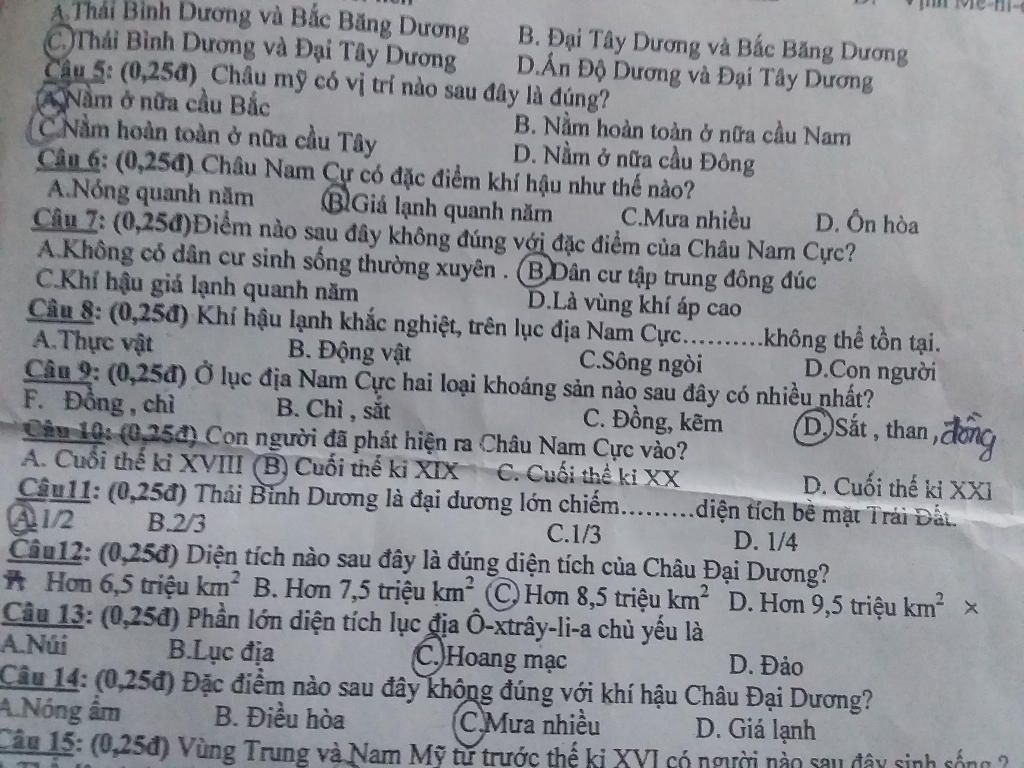 A.Thái Bình Dương và Bắc Băng Dương B. Đại Tây Dương và Bắc Băng Dương
C.Thái Bình Dương và Đại Tây Dương D.Ấn Độ Dương và Đại Tây Dương
Câu 5: (0,25đ) Châu mỹ có vị trí nào sau đây là đúng?
A.Nằm ở nữa cầu Bắc B. Nằm hoàn toàn ở nữa cầu Nam
C.Nằm hoàn toàn ở nữa cầu Tây D. Nằm ở nữa cầu Đông
Câu 6: (0,25đ) Châu Nam Cự có đặc điểm khí hậu như thế nào?
A.Nóng quanh năm B.Giá lạnh quanh năm C.Mưa nhiều D. Ôn hòa
Câu 7: (0,25đ)Điểm nào sau đây không đúng với đặc điểm của Châu Nam Cực?
A.Không có dân cư sinh sống thường xuyên . B.Dân cư tập trung đông đúc
C.Khí hậu giá lạnh quanh năm D.Là vùng khí áp cao
Câu 8: (0,25đ) Khí hậu lạnh khắc nghiệt, trên lục địa Nam Cực..........không thể tồn tại.
A.Thực vật B. Động vật C.Sông ngòi D.Con người
Câu 9: (0,25đ) Ở lục địa Nam Cực hai loại khoáng sản nào sau đây có nhiều nhất?
F. Đồng , chì B. Chì , sắt C. Đồng, kẽm D.Sắt , than , đồng
Câu 10: (0,25đ) Con người đã phát hiện ra Châu Nam Cực vào?
A. Cuối thế kỉ XVIII B) Cuối thế kỉ XIX C. Cuối thế kỉ XX D. Cuối thế kỉ XXI
Câu11: (0,25đ) Thái Bình Dương là đại dương lớn chiếm.........diện tích bề mặt Trái Đất.
A.1/2 B.2/3 C.1/3 D. 1/4
Câu12: (0,25đ) Diện tích nào sau đây là đúng diện tích của Châu Đại Dương?
A Hơn 6,5 triệu km² B. Hơn 7,5 triệu km² C. Hơn 8,5 triệu km² D. Hơn 9,5 triệu km² ×
Câu 13: (0,25đ) Phần lớn diện tích lục địa Ô-xtrây-li-a chủ yếu là
A.Núi B.Lục địa C.Hoang mạc D. Đảo
Câu 14: (0,25đ) Đặc điểm nào sau đây không đúng với khí hậu Châu Đại Dương?
A.Nóng ẩm B. Điều hòa C.Mưa nhiều D. Giá lạnh
Câu 15: (0,25đ) Vùng Trung và Nam Mỹ từ trước thế kỉ XVI có người nào sau đây sinh sống ?